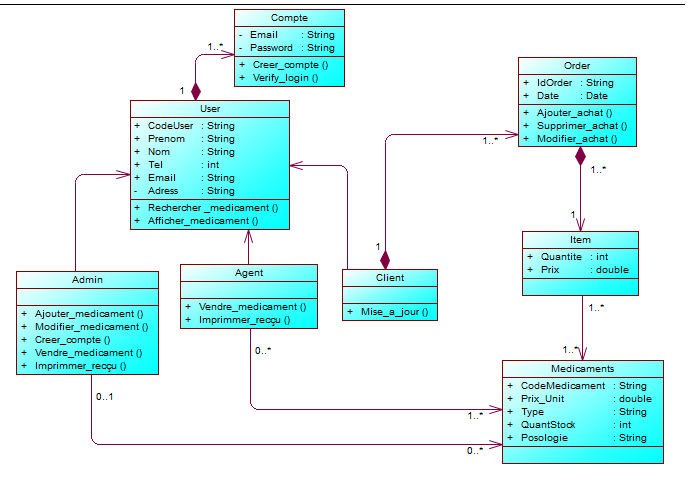 Compte
- Email : String
- Password : String
+ Creer_compte ()
+ Verify_login ()
1..*
1
User
+ CodeUser : String
+ Prenom : String
+ Nom : String
+ Tel : int
+ Email : String
- Adress : String
+ Rechercher _medicament ()
+ Afficher_medicament ()
Order
+ IdOrder : String
+ Date : Date
+ Ajouter_achat ()
+ Supprimer_achat ()
+ Modifier_achat ()
1..*
1..*
1
1
Item
+ Quantite : int
+ Prix : double
Admin
+ Ajouter_medicament ()
+ Modifier_medicament ()
+ Creer_compte ()
+ Vendre_medicament ()
+ Imprimmer_recçu ()
Agent
+ Vendre_medicament ()
+ Imprimmer_recçu ()
Client
+ Mise_a_jour ()
1..*
1..*
0..*
0..1
1..*
0..*
Medicaments
+ CodeMedicament : String
+ Prix_Unit : double
+ Type : String
+ QuantStock : int
+ Posologie : String